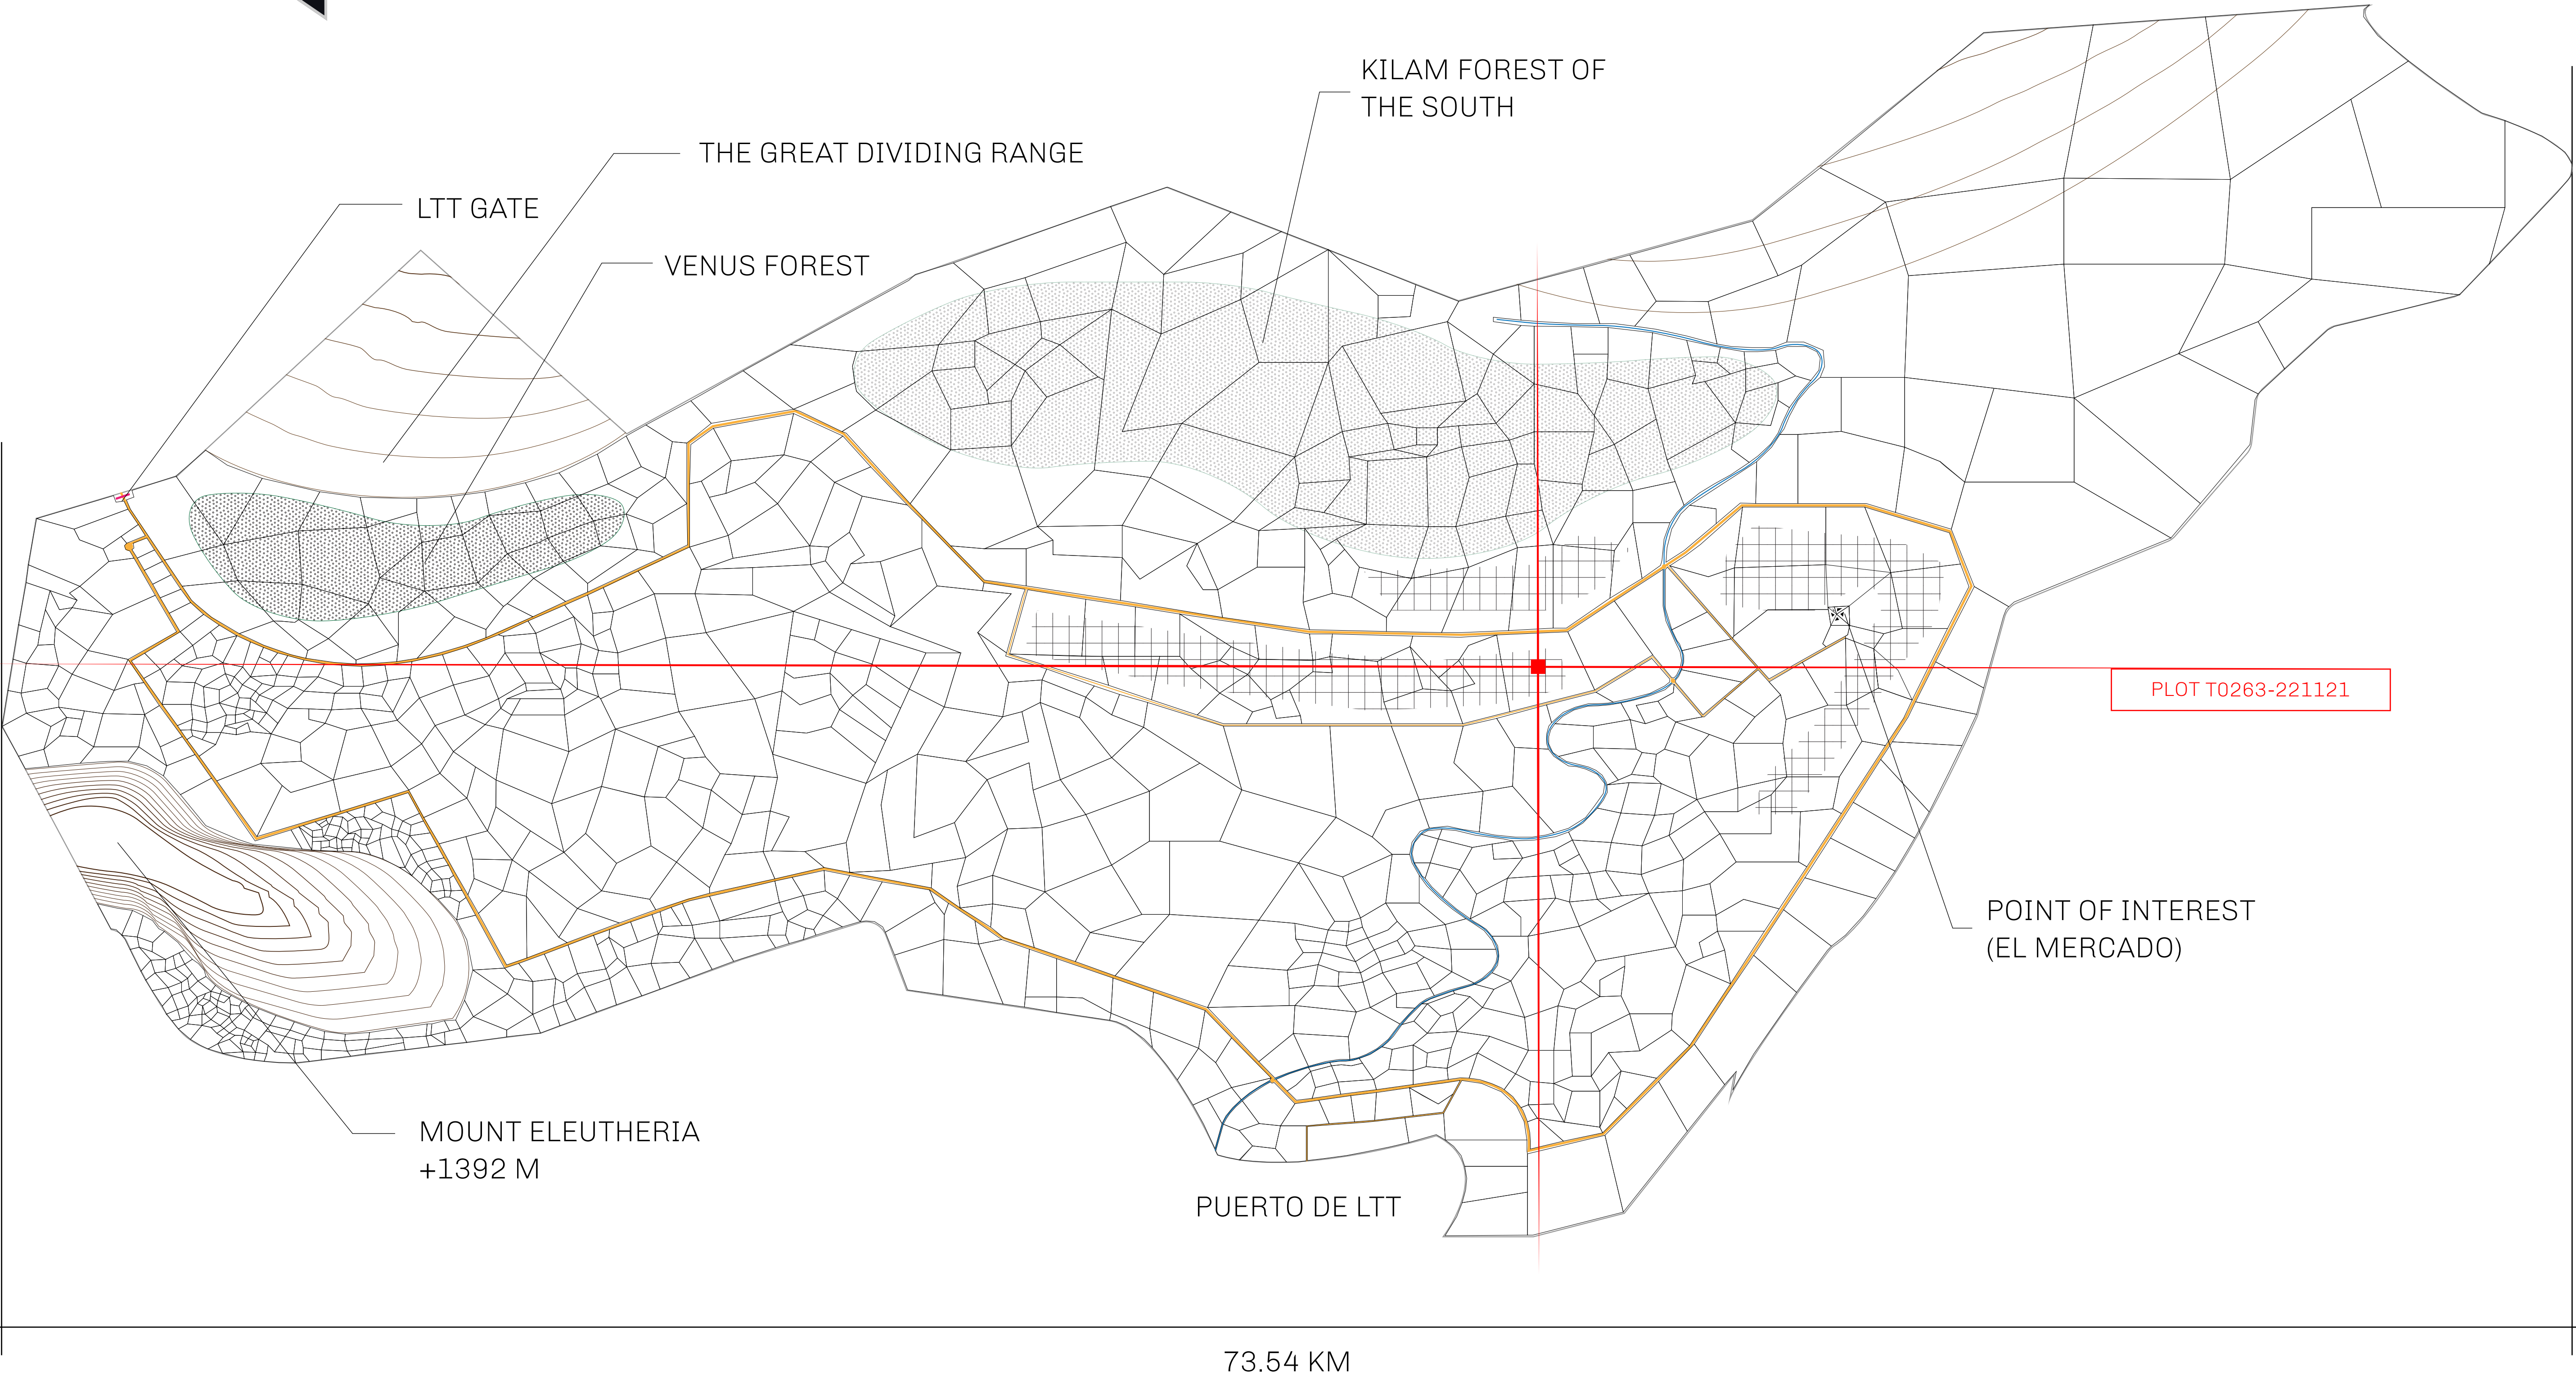 KILAM FOREST OF
THE SOUTH
THE GREAT DIVIDING RANGE
LTT GATE
VENUS FOREST
PLOT T0263-221121
POINT OF INTEREST
(EL MERCADO)
MOUNT ELEUTHERIA
+1392 M
PUERTO DE LTT
73.54 KM